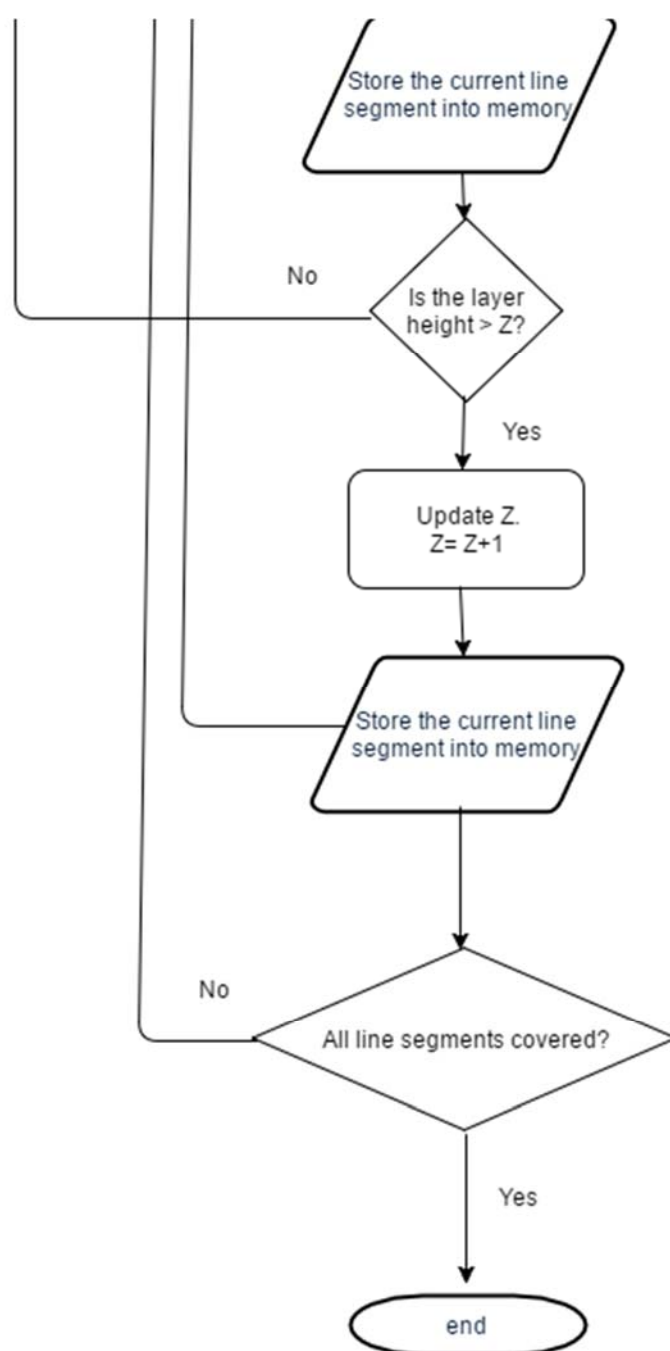 Store the current line
segment into memory
No
Is the layer
height > Z?
Yes
Update Z.
Z= Z+1
Store the current line
segment into memory
No
All line segments covered?
Yes
end